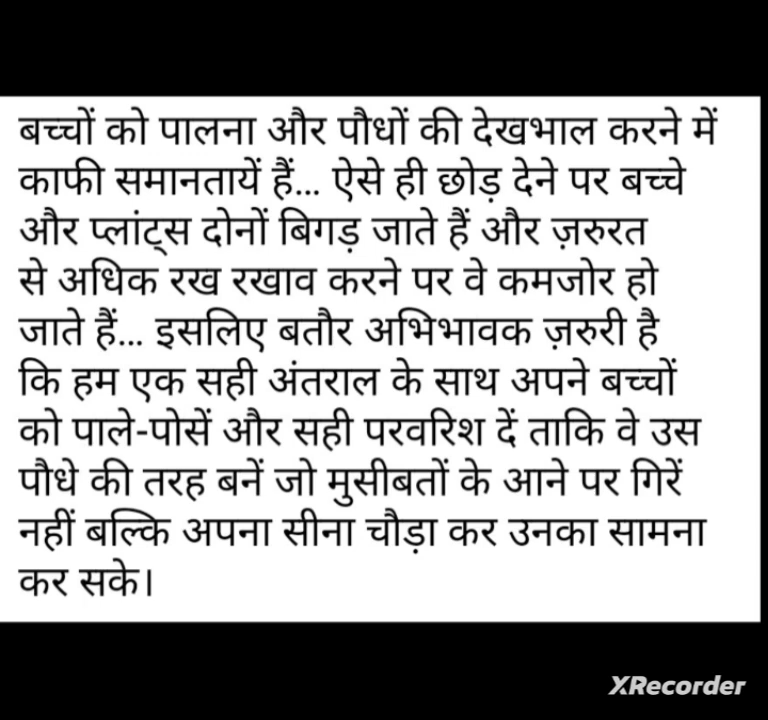 बच्चों को पालना और पौधों की देखभाल करने में
काफी समानतायें हैं... ऐसे ही छोड़ देने पर बच्चे
और प्लांट्स दोनों बिगड़ जाते हैं और ज़रुरत
से अधिक रख रखाव करने पर वे कमजोर हो
जाते हैं... इसलिए बतौर अभिभावक ज़रुरी है
कि हम एक सही अंतराल के साथ अपने बच्चों
को पाले-पोसें और सही परवरिश दें ताकि वे उस
पौधे की तरह बनें जो मुसीबतों के आने पर गिरें
नहीं बल्कि अपना सीना चौड़ा कर उनका सामना
कर सके।
XRecorder